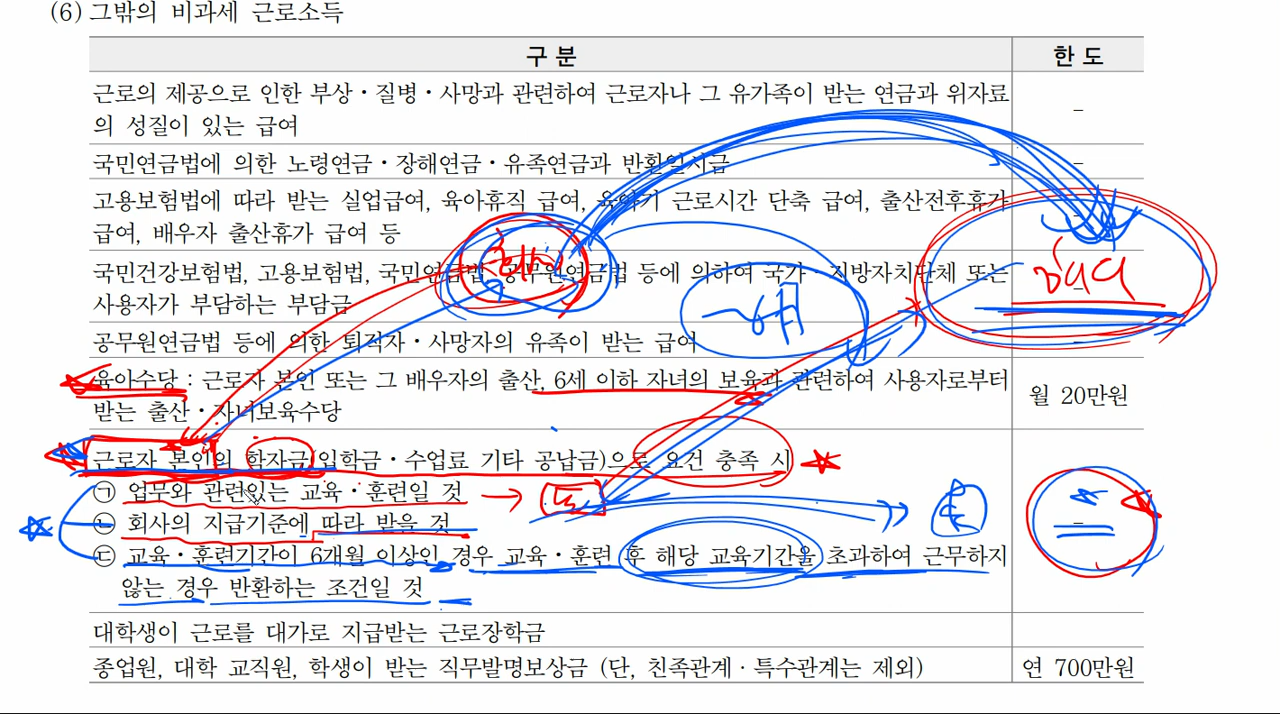 (6) 그밖의 비과세 근로소득
구 분 한 도
근로의 제공으로 인한 부상·질병·사망과 관련하여 근로자나 그 유가족이 받는 연금과 위자료 –
의 성질이 있는 급여
국민연금법에 의한 노령연금·장해연금·유족연금과 반환일시금 –
고용보험법에 따라 받는 실업급여, 육아휴직 급여, 육아기 근로시간 단축 급여, 출산전후휴가 –
급여, 배우자 출산휴가 급여 등
국민건강보험법, 고용보험법, 국민연금법, 공무원연금법 등에 의하여 국가·지방자치단체 또는 –
사용자가 부담하는 부담금
공무원연금법 등에 의한 퇴직자·사망자의 유족이 받는 급여 –
육아수당 : 근로자 본인 또는 그 배우자의 출산, 6세 이하 자녀의 보육과 관련하여 사용자로부터 월 20만원
받는 출산·자녀보육수당
근로자 본인의 학자금(입학금·수업료 기타 공납금)으로 요건 충족 시
㉠ 업무와 관련있는 교육·훈련일 것
㉡ 회사의 지급기준에 따라 받을 것 –
㉢ 교육·훈련기간이 6개월 이상인 경우 교육·훈련 후 해당 교육기간을 초과하여 근무하지
않는 경우 반환하는 조건일 것
대학생이 근로를 대가로 지급받는 근로장학금
종업원, 대학 교직원, 학생이 받는 직무발명보상금 (단, 친족관계·특수관계는 제외) 연 700만원